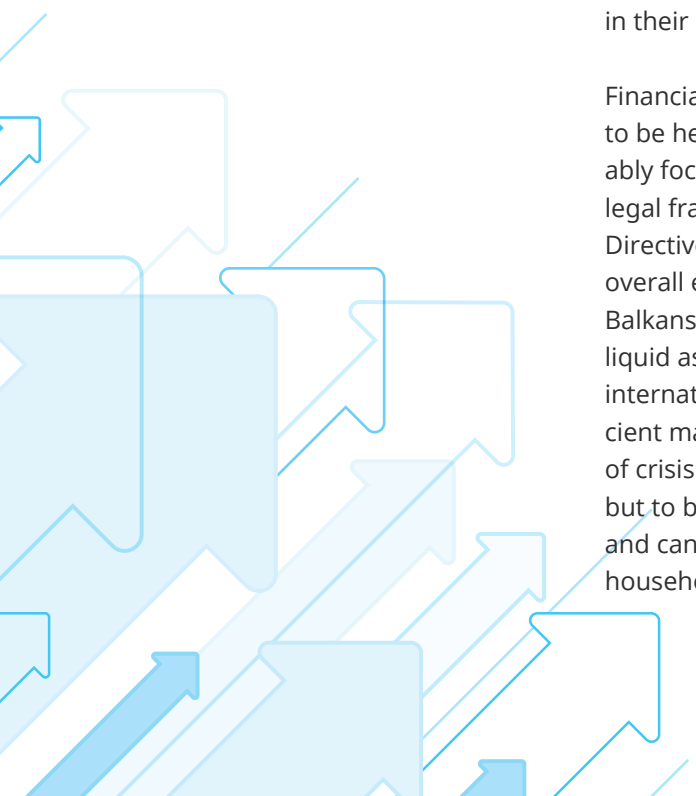 in their
Financia
to be he
ably foc
legal fra
Directiv
overall e
Balkans
liquid as
internat
cient ma
of crisis
but to b
and can
househo